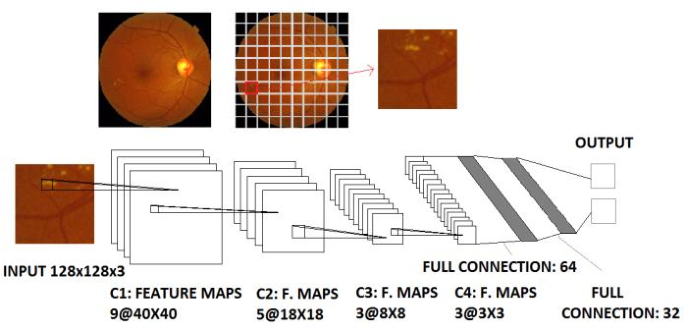 OUTPUT
INPUT 128x128x3
FULL CONNECTION: 64
C1: FEATURE MAPS
9@40X40
C2: F. MAPS
5@18X18
C3: F. MAPS
3@8X8
C4: F. MAPS
3@3X3
FULL
CONNECTION: 32